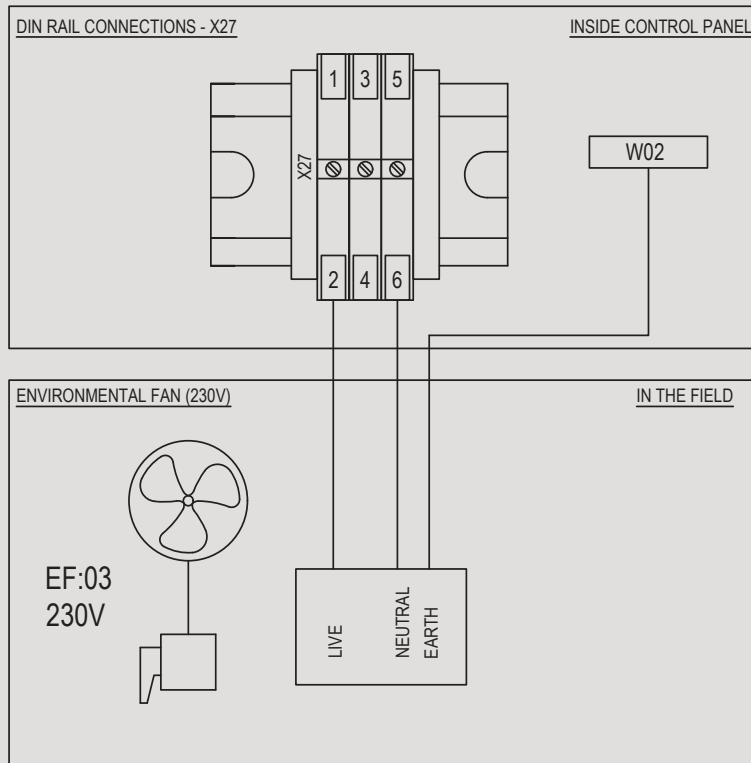 DIN RAIL CONNECTIONS - X27
INSIDE CONTROL PANEL
1 3 5
X27
W02
2 4 6
ENVIRONMENTAL FAN (230V)
IN THE FIELD
EF:03
230V
LIVE
NEUTRAL
EARTH